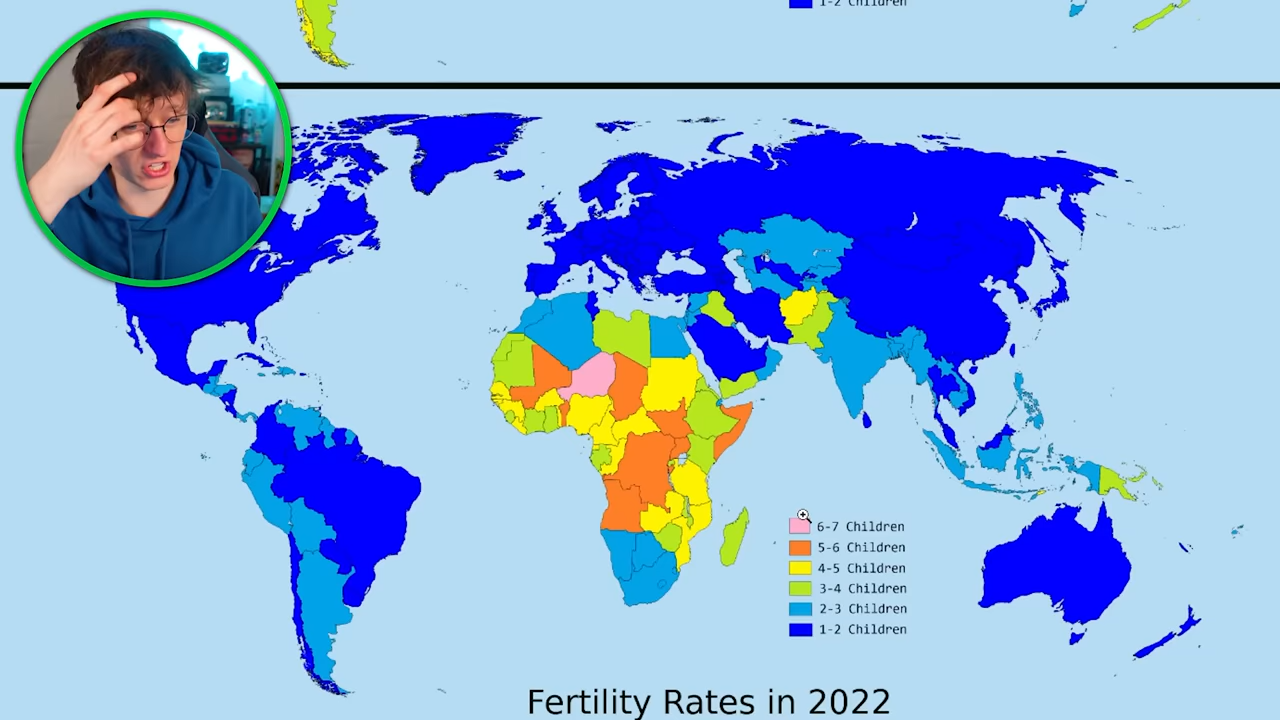 1-2 Children
6-7 Children
5-6 Children
4-5 Children
3-4 Children
2-3 Children
1-2 Children
Fertility Rates in 2022